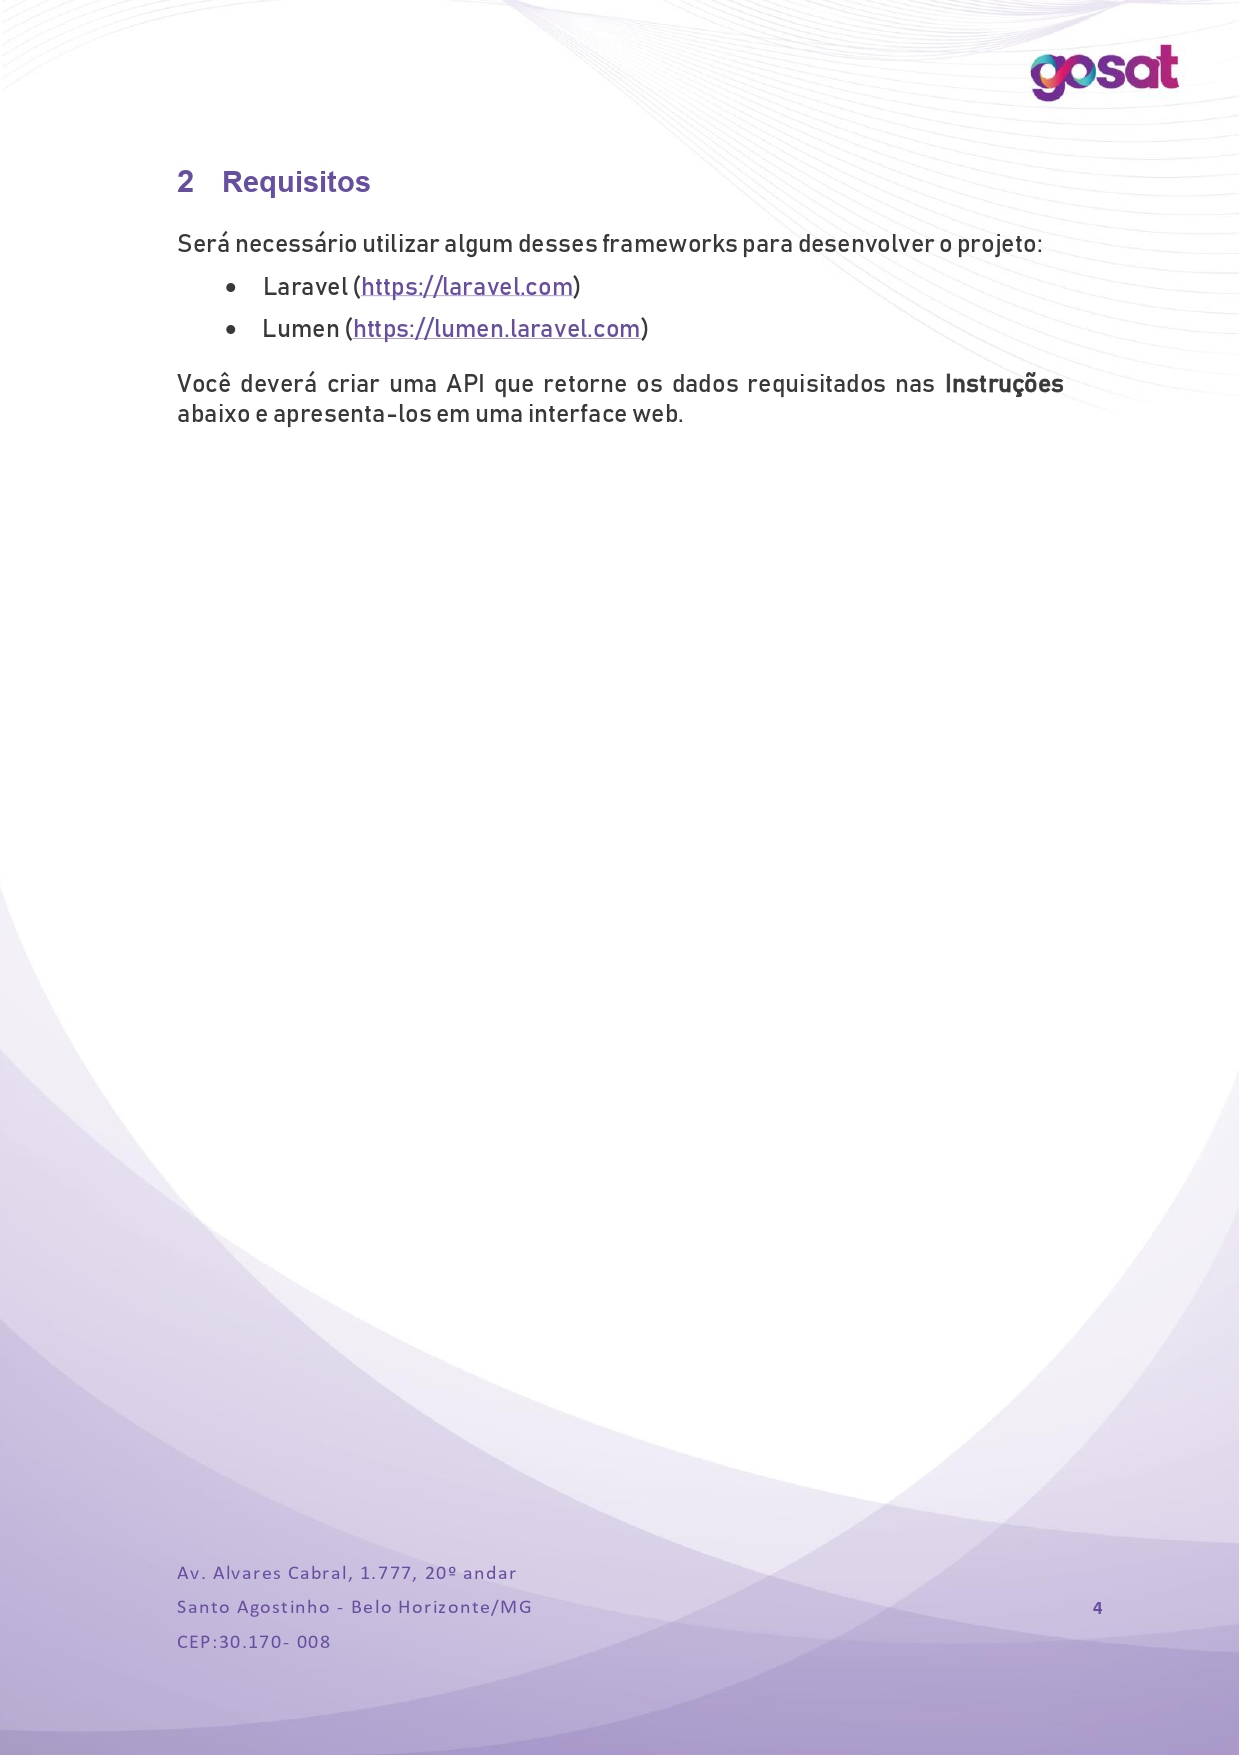 gosat
2 Requisitos
Será necessário utilizar algum desses frameworks para desenvolver o projeto:
• Laravel (https://laravel.com)
• Lumen (https://lumen.laravel.com)
Você deverá criar uma API que retorne os dados requisitados nas Instruções
abaixo e apresenta-los em uma interface web.
Av. Alvares Cabral, 1.777, 20º andar
Santo Agostinho - Belo Horizonte/MG
4
CEP:30.170- 008